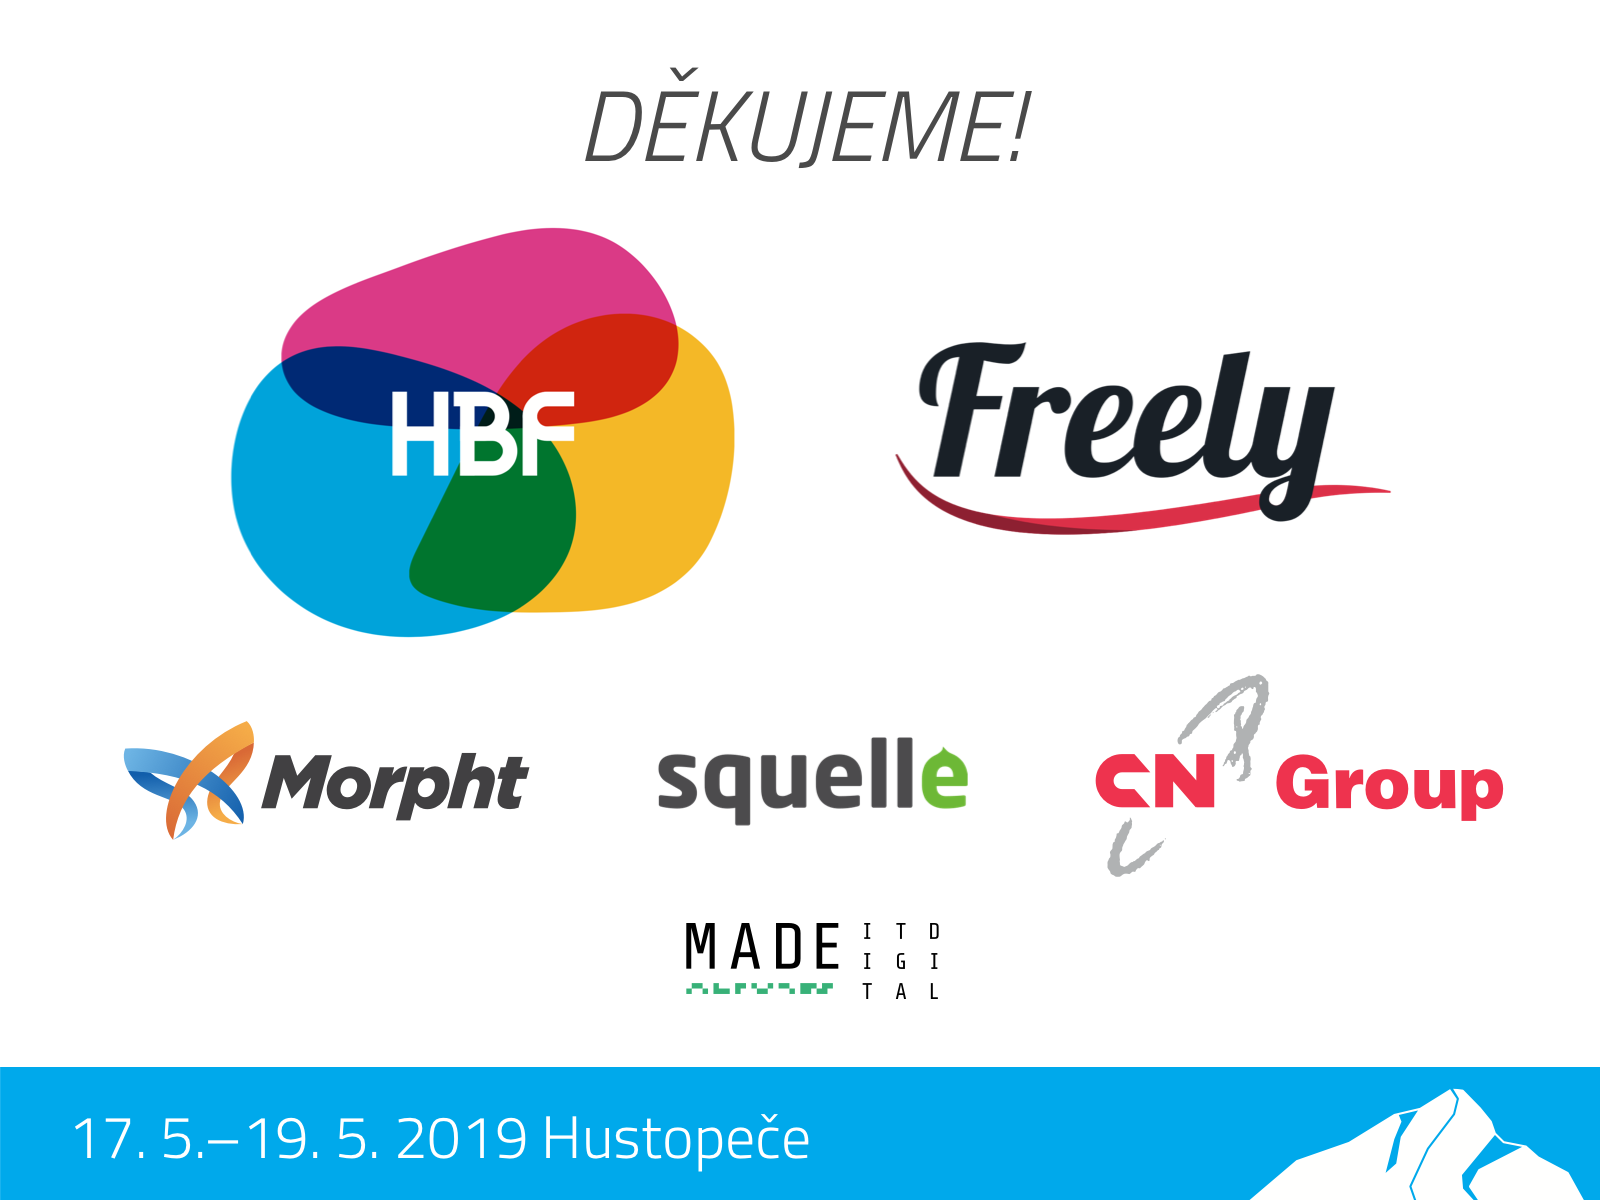 DĚKUJEME!
HBF
Freely
Morpht
squelle
CN Group
MADE
I T D
I G I
T A L
17. 5.–19. 5. 2019 Hustopeče